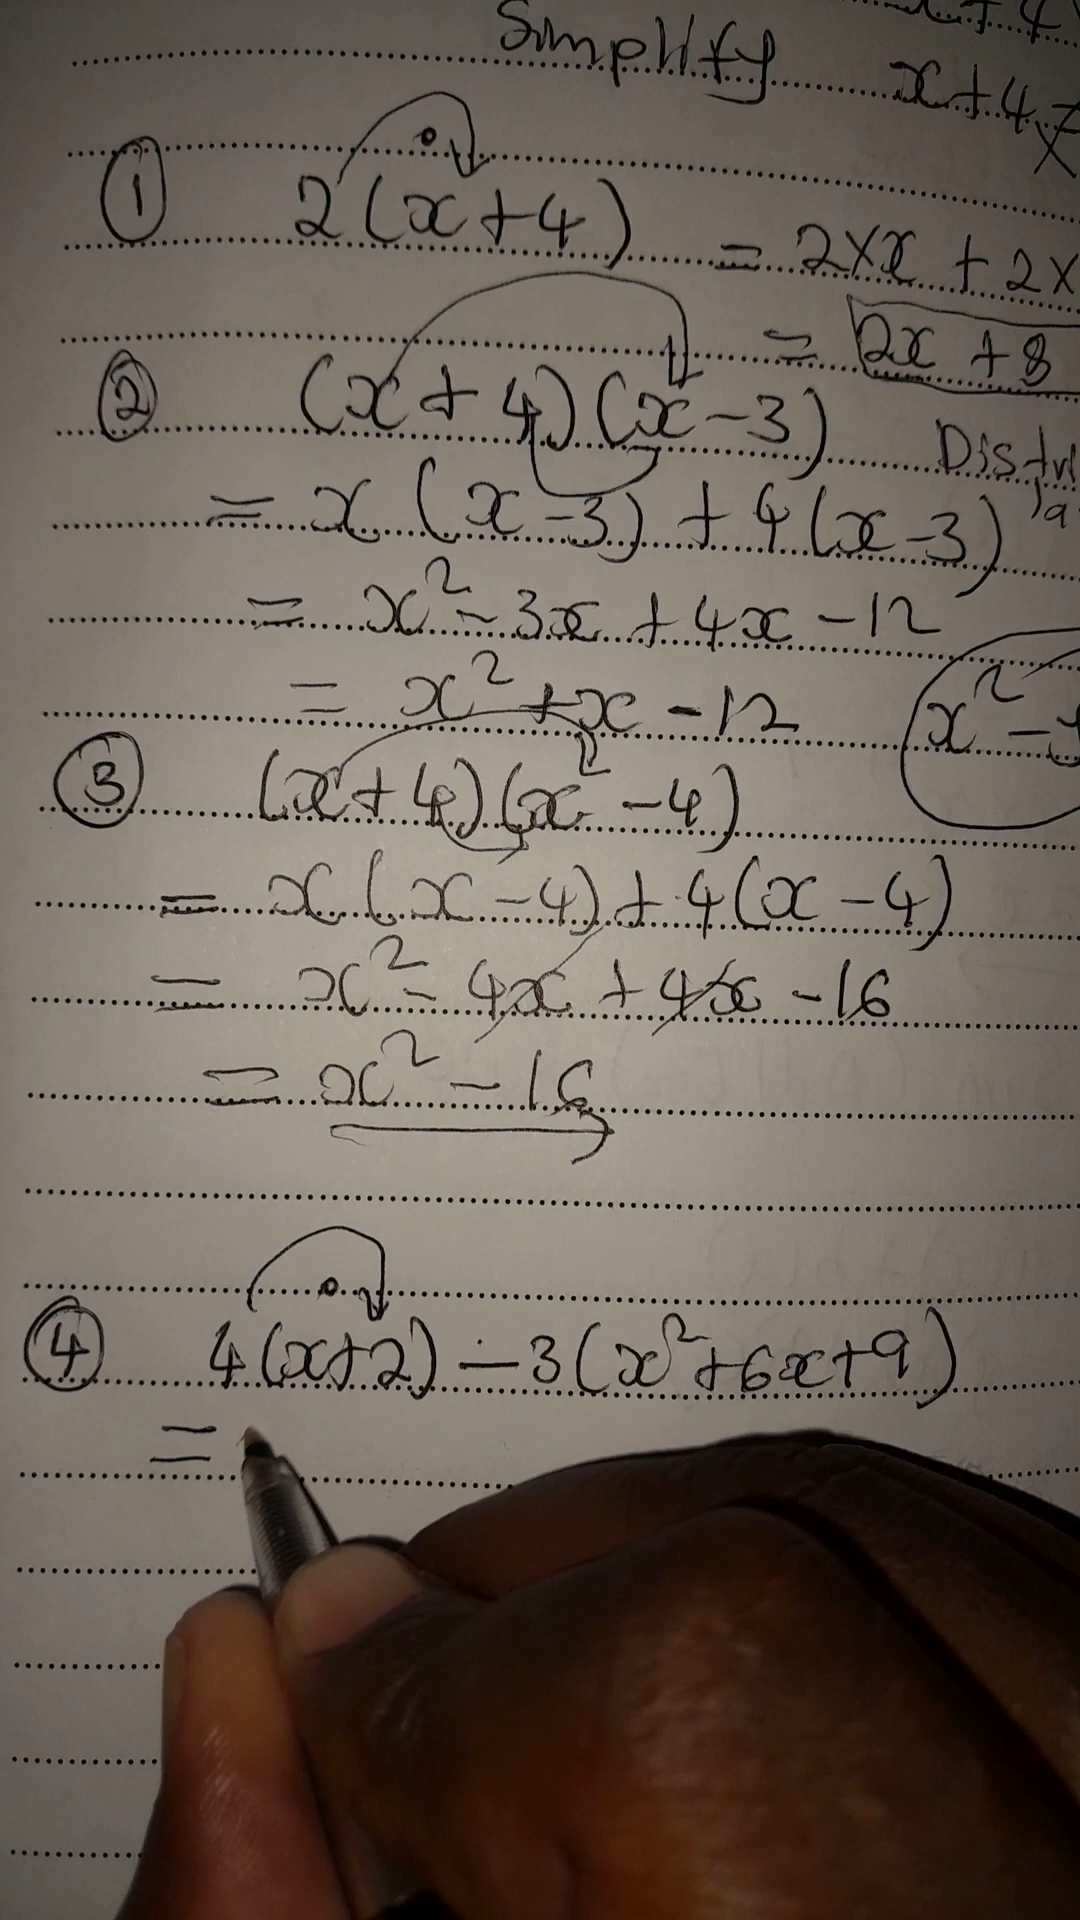 Simplify
x+4
① 2(x+4) = 2×x + 2×
= 2x + 8
② (x+4)(x-3)
= x(x-3) + 4(x-3)
= x² - 3x + 4x - 12
= x² + x - 12
x² -
③ (x+4)(x² - 4)
= x(x-4) + 4(x-4)
= x² - 4x + 4x - 16
= x² - 16
④ 4(x+2) - 3(x²+6x+9)
=